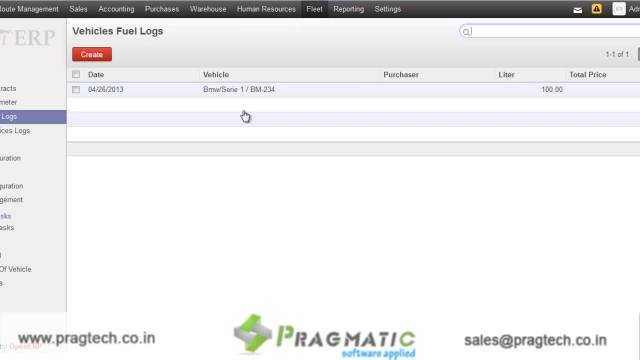 Route Management Sales Accounting Purchases Warehouse Human Resources Fleet Reporting Settings
ERP
Vehicles Fuel Logs
Create
1-1 of 1
Date Vehicle Purchaser Liter Total Price
04/26/2013 Bmw/Serie 1 / BM-234 100.00
racts
meter
Logs
ices Logs
uration
guration
gement
sks
asks
Of Vehicle
s
by OpenERP
www.pragtech.co.in
PRAGMATIC
software applied
sales@pragtech.co.in